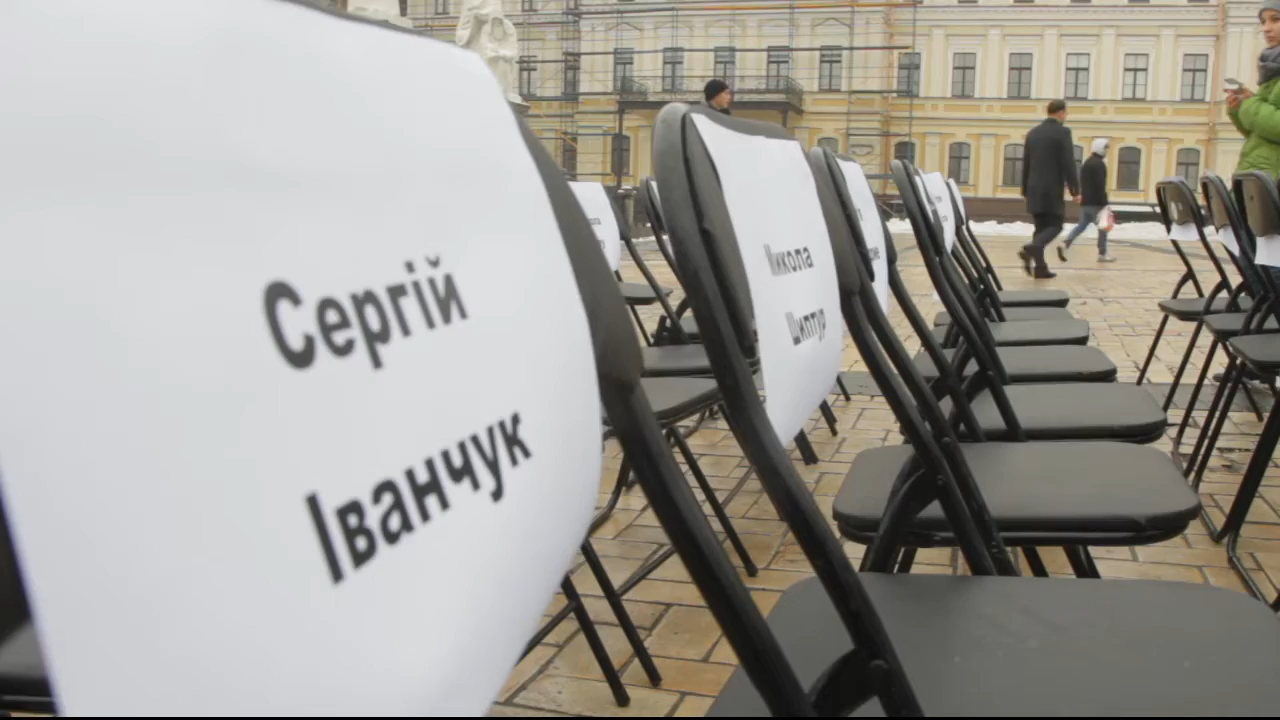 Сергій
Іванчук
Микола
Шиптур